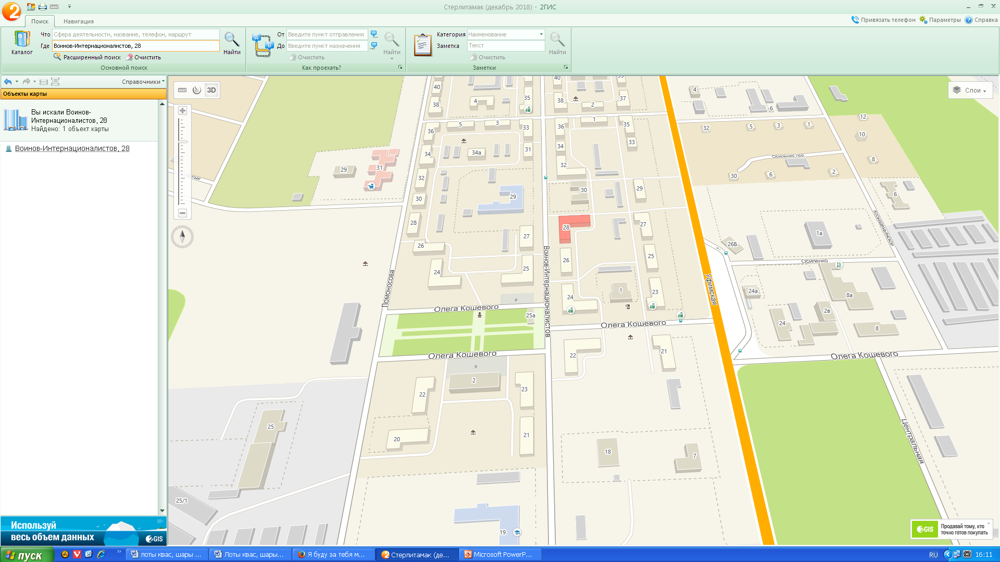 Стерлитамак (декабрь 2018) - 2ГИС
Поиск
Навигация
Привязать телефон
Параметры
Справка
Каталог
Что
Сфера деятельности, название, телефон, маршрут
Где
Воинов-Интернационалистов, 28
Расширенный поиск
Очистить
Найти
Основной поиск
От
Введите пункт отправления
До
Введите пункт назначения
Очистить
Найти
Как проехать?
Категория
Наименование
Заметка
Текст
Очистить
Найти
Заметки
Справочники
Объекты карты
Вы искали Воинов-
Интернационалистов, 28
Найдено: 1 объект карты
Воинов-Интернационалистов, 28
3D
Слои
40
38
4
35
40
38
2
37
4
6
12
36
5
3
33
36
1
35
32
5
3
1
10
34
34а
31
34
33
Осипенко пер
8
29
31
32
32
30
6
2
30
29
30
29
6
28
28
27
Космодемьянской
26
27
1а
26Б
24
25
26
25
Осипенко
Ломоносова
Воинов-Интернационалистов
Уфимская
24
1
23
24а
8а
P
Олега Кошевого
25а
2в
Олега Кошевого
24
8
Олега Кошевого
22
21
Олега Кошевого
P
2
22
23
25
20
21
18
7
Центральная
25/1
19
Используй
весь объем данных
18+
2GIS
2GIS
Продавай тому, кто
точно готов покупать
пуск
лоты квас, шары ...
Лоты квас, шары...
Я буду за тебя м...
Стерлитамак (де...
Microsoft PowerP...
RU
16:11